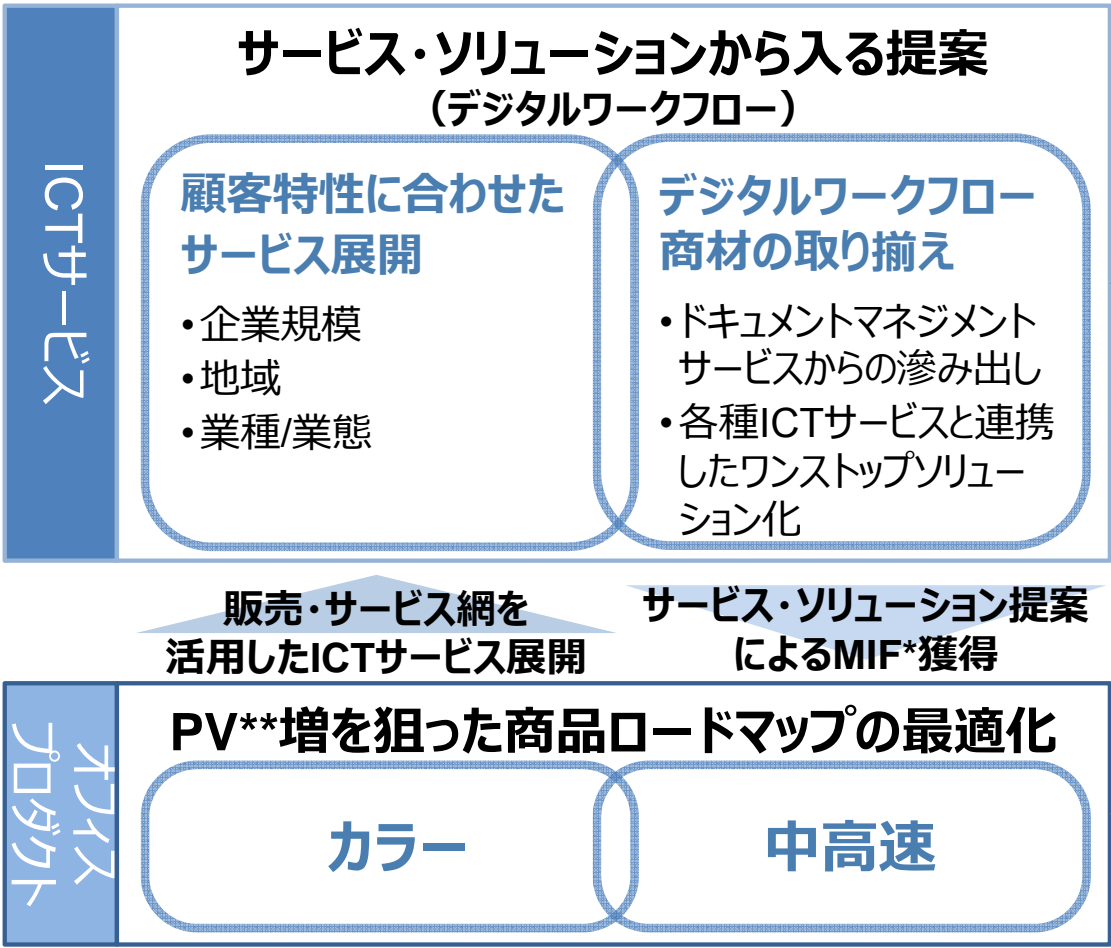 ICTサービス
サービス・ソリューションから入る提案
（デジタルワークフロー）
顧客特性に合わせた
サービス展開
•企業規模
•地域
•業種/業態
デジタルワークフロー
商材の取り揃え
•ドキュメントマネジメント
サービスからの滲み出し
•各種ICTサービスと連携
したワンストップソリュー
ション化
販売・サービス網を
活用したICTサービス展開
サービス・ソリューション提案
によるMIF*獲得
オフィス
プロダクト
PV**増を狙った商品ロードマップの最適化
カラー
中高速